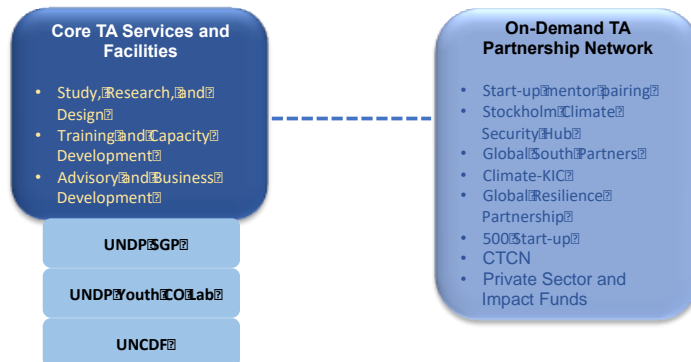 Core TA Services and
Facilities
• Study, Research, and
Design
• Training and Capacity
Development
• Advisory and Business
Development
UNDP SGP
UNDP Youth CO Lab
UNCDF
On-Demand TA
Partnership Network
• Start-up mentor pairing
• Stockholm Climate
Security Hub
• Global South Partners
• Climate-KIC
• Global Resilience
Partnership
• 500 Start-up
• CTCN
• Private Sector and
Impact Funds